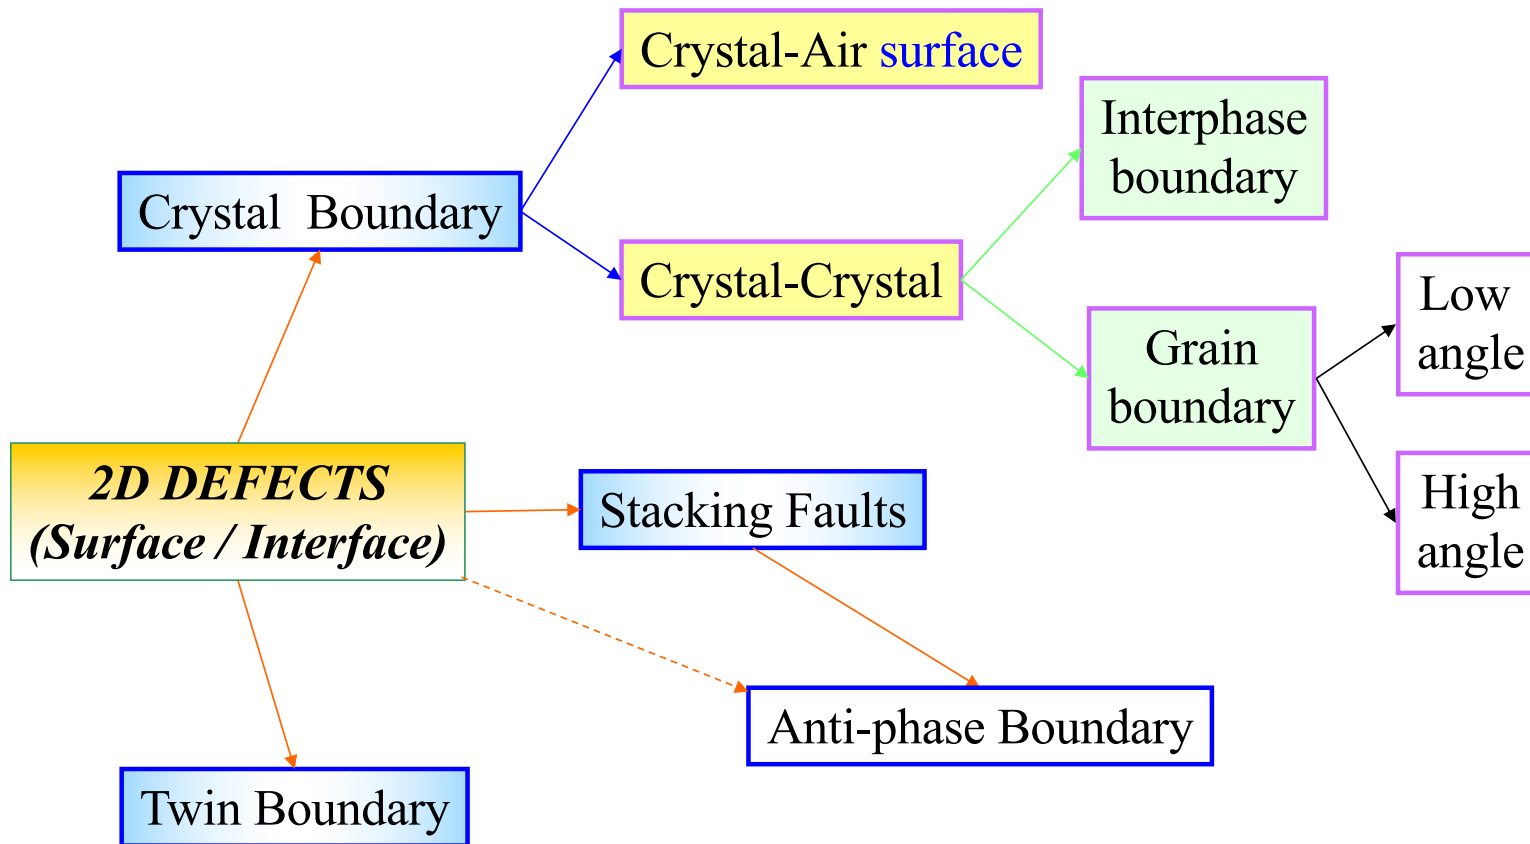 Crystal-Air surface
Interphase
boundary
Crystal  Boundary
Crystal-Crystal
Low
angle
Grain
boundary
2D DEFECTS
(Surface / Interface)
Stacking Faults
High
angle
Anti-phase Boundary
Twin Boundary